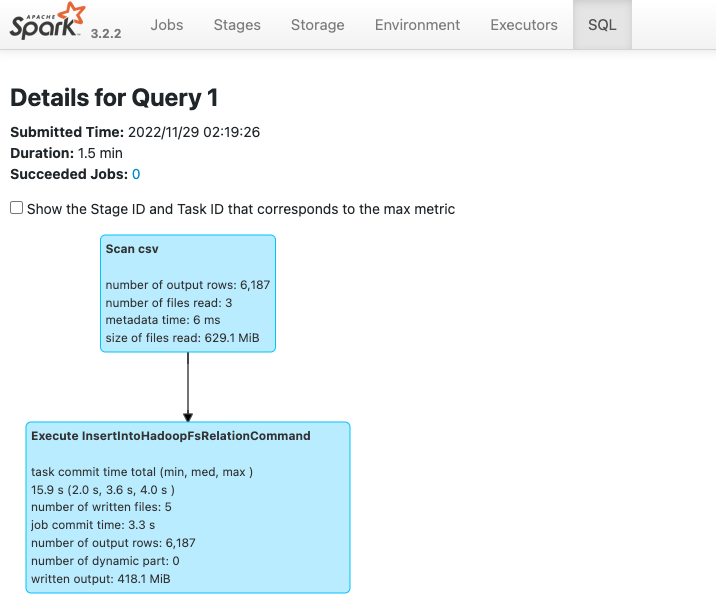 APACHE
Spark 3.2.2 Jobs Stages Storage Environment Executors SQL
Details for Query 1
Submitted Time: 2022/11/29 02:19:26
Duration: 1.5 min
Succeeded Jobs: 0
Show the Stage ID and Task ID that corresponds to the max metric
Scan csv
number of output rows: 6,187
number of files read: 3
metadata time: 6 ms
size of files read: 629.1 MiB
Execute InsertIntoHadoopFsRelationCommand
task commit time total (min, med, max )
15.9 s (2.0 s, 3.6 s, 4.0 s )
number of written files: 5
job commit time: 3.3 s
number of output rows: 6,187
number of dynamic part: 0
written output: 418.1 MiB